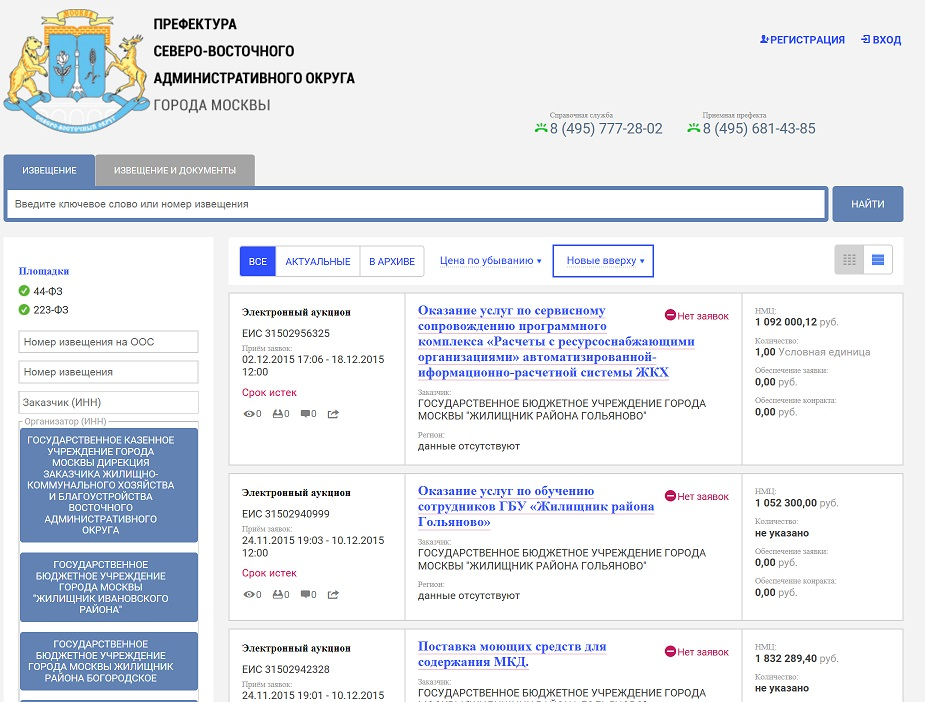 МОСКВА
СЕВЕРО-ВОСТОЧНЫЙ ОКРУГ
ПРЕФЕКТУРА
СЕВЕРО-ВОСТОЧНОГО
АДМИНИСТРАТИВНОГО ОКРУГА
ГОРОДА МОСКВЫ
РЕГИСТРАЦИЯ ВХОД
Справочная служба
8 (495) 777-28-02
Приемная префекта
8 (495) 681-43-85
ИЗВЕЩЕНИЕ
ИЗВЕЩЕНИЕ И ДОКУМЕНТЫ
Введите ключевое слово или номер извещения
НАЙТИ
Площадки
44-ФЗ
223-ФЗ
Номер извещения на ООС
Номер извещения
Заказчик (ИНН)
Организатор (ИНН)
ГОСУДАРСТВЕННОЕ КАЗЕННОЕ
УЧРЕЖДЕНИЕ ГОРОДА
МОСКВЫ ДИРЕКЦИЯ
ЗАКАЗЧИКА ЖИЛИЩНО-
КОММУНАЛЬНОГО ХОЗЯЙСТВА
И БЛАГОУСТРОЙСТВА
ВОСТОЧНОГО
АДМИНИСТРАТИВНОГО
ОКРУГА
ГОСУДАРСТВЕННОЕ
БЮДЖЕТНОЕ УЧРЕЖДЕНИЕ
ГОРОДА МОСКВЫ
"ЖИЛИЩНИК ИВАНОВСКОГО
РАЙОНА"
ГОСУДАРСТВЕННОЕ
БЮДЖЕТНОЕ УЧРЕЖДЕНИЕ
ГОРОДА МОСКВЫ ЖИЛИЩНИК
РАЙОНА БОГОРОДСКОЕ
ВСЕ АКТУАЛЬНЫЕ В АРХИВЕ Цена по убыванию Новые вверху
Электронный аукцион
ЕИС 31502956325
Приём заявок:
02.12.2015 17:06 - 18.12.2015
12:00
Срок истек
0 0 0
Оказание услуг по сервисному
сопровождению программного
комплекса «Расчеты с ресурсоснабжающими
организациями» автоматизированной-
иформационно-расчетной системы ЖКХ
Нет заявок
Заказчик:
ГОСУДАРСТВЕННОЕ БЮДЖЕТНОЕ УЧРЕЖДЕНИЕ ГОРОДА
МОСКВЫ "ЖИЛИЩНИК РАЙОНА ГОЛЬЯНОВО"
Регион:
данные отсутствуют
НМЦ:
1 092 000,12 руб.
Количество:
1,00 Условная единица
Обеспечение заявки:
0,00 руб.
Обеспечение конракта:
0,00 руб.
Электронный аукцион
ЕИС 31502940999
Приём заявок:
24.11.2015 19:03 - 10.12.2015
12:00
Срок истек
0 0 0
Оказание услуг по обучению
сотрудников ГБУ «Жилищник района
Гольяново»
Нет заявок
Заказчик:
ГОСУДАРСТВЕННОЕ БЮДЖЕТНОЕ УЧРЕЖДЕНИЕ ГОРОДА
МОСКВЫ "ЖИЛИЩНИК РАЙОНА ГОЛЬЯНОВО"
Регион:
данные отсутствуют
НМЦ:
1 052 300,00 руб.
Количество:
не указано
Обеспечение заявки:
0,00 руб.
Обеспечение конракта:
0,00 руб.
Электронный аукцион
ЕИС 31502942328
Приём заявок:
24.11.2015 19:01 - 10.12.2015
Поставка моющих средств для
содержания МКД.
Нет заявок
Заказчик:
ГОСУДАРСТВЕННОЕ БЮДЖЕТНОЕ УЧРЕЖДЕНИЕ ГОРОДА
НМЦ:
1 832 289,40 руб.
Количество:
не указано